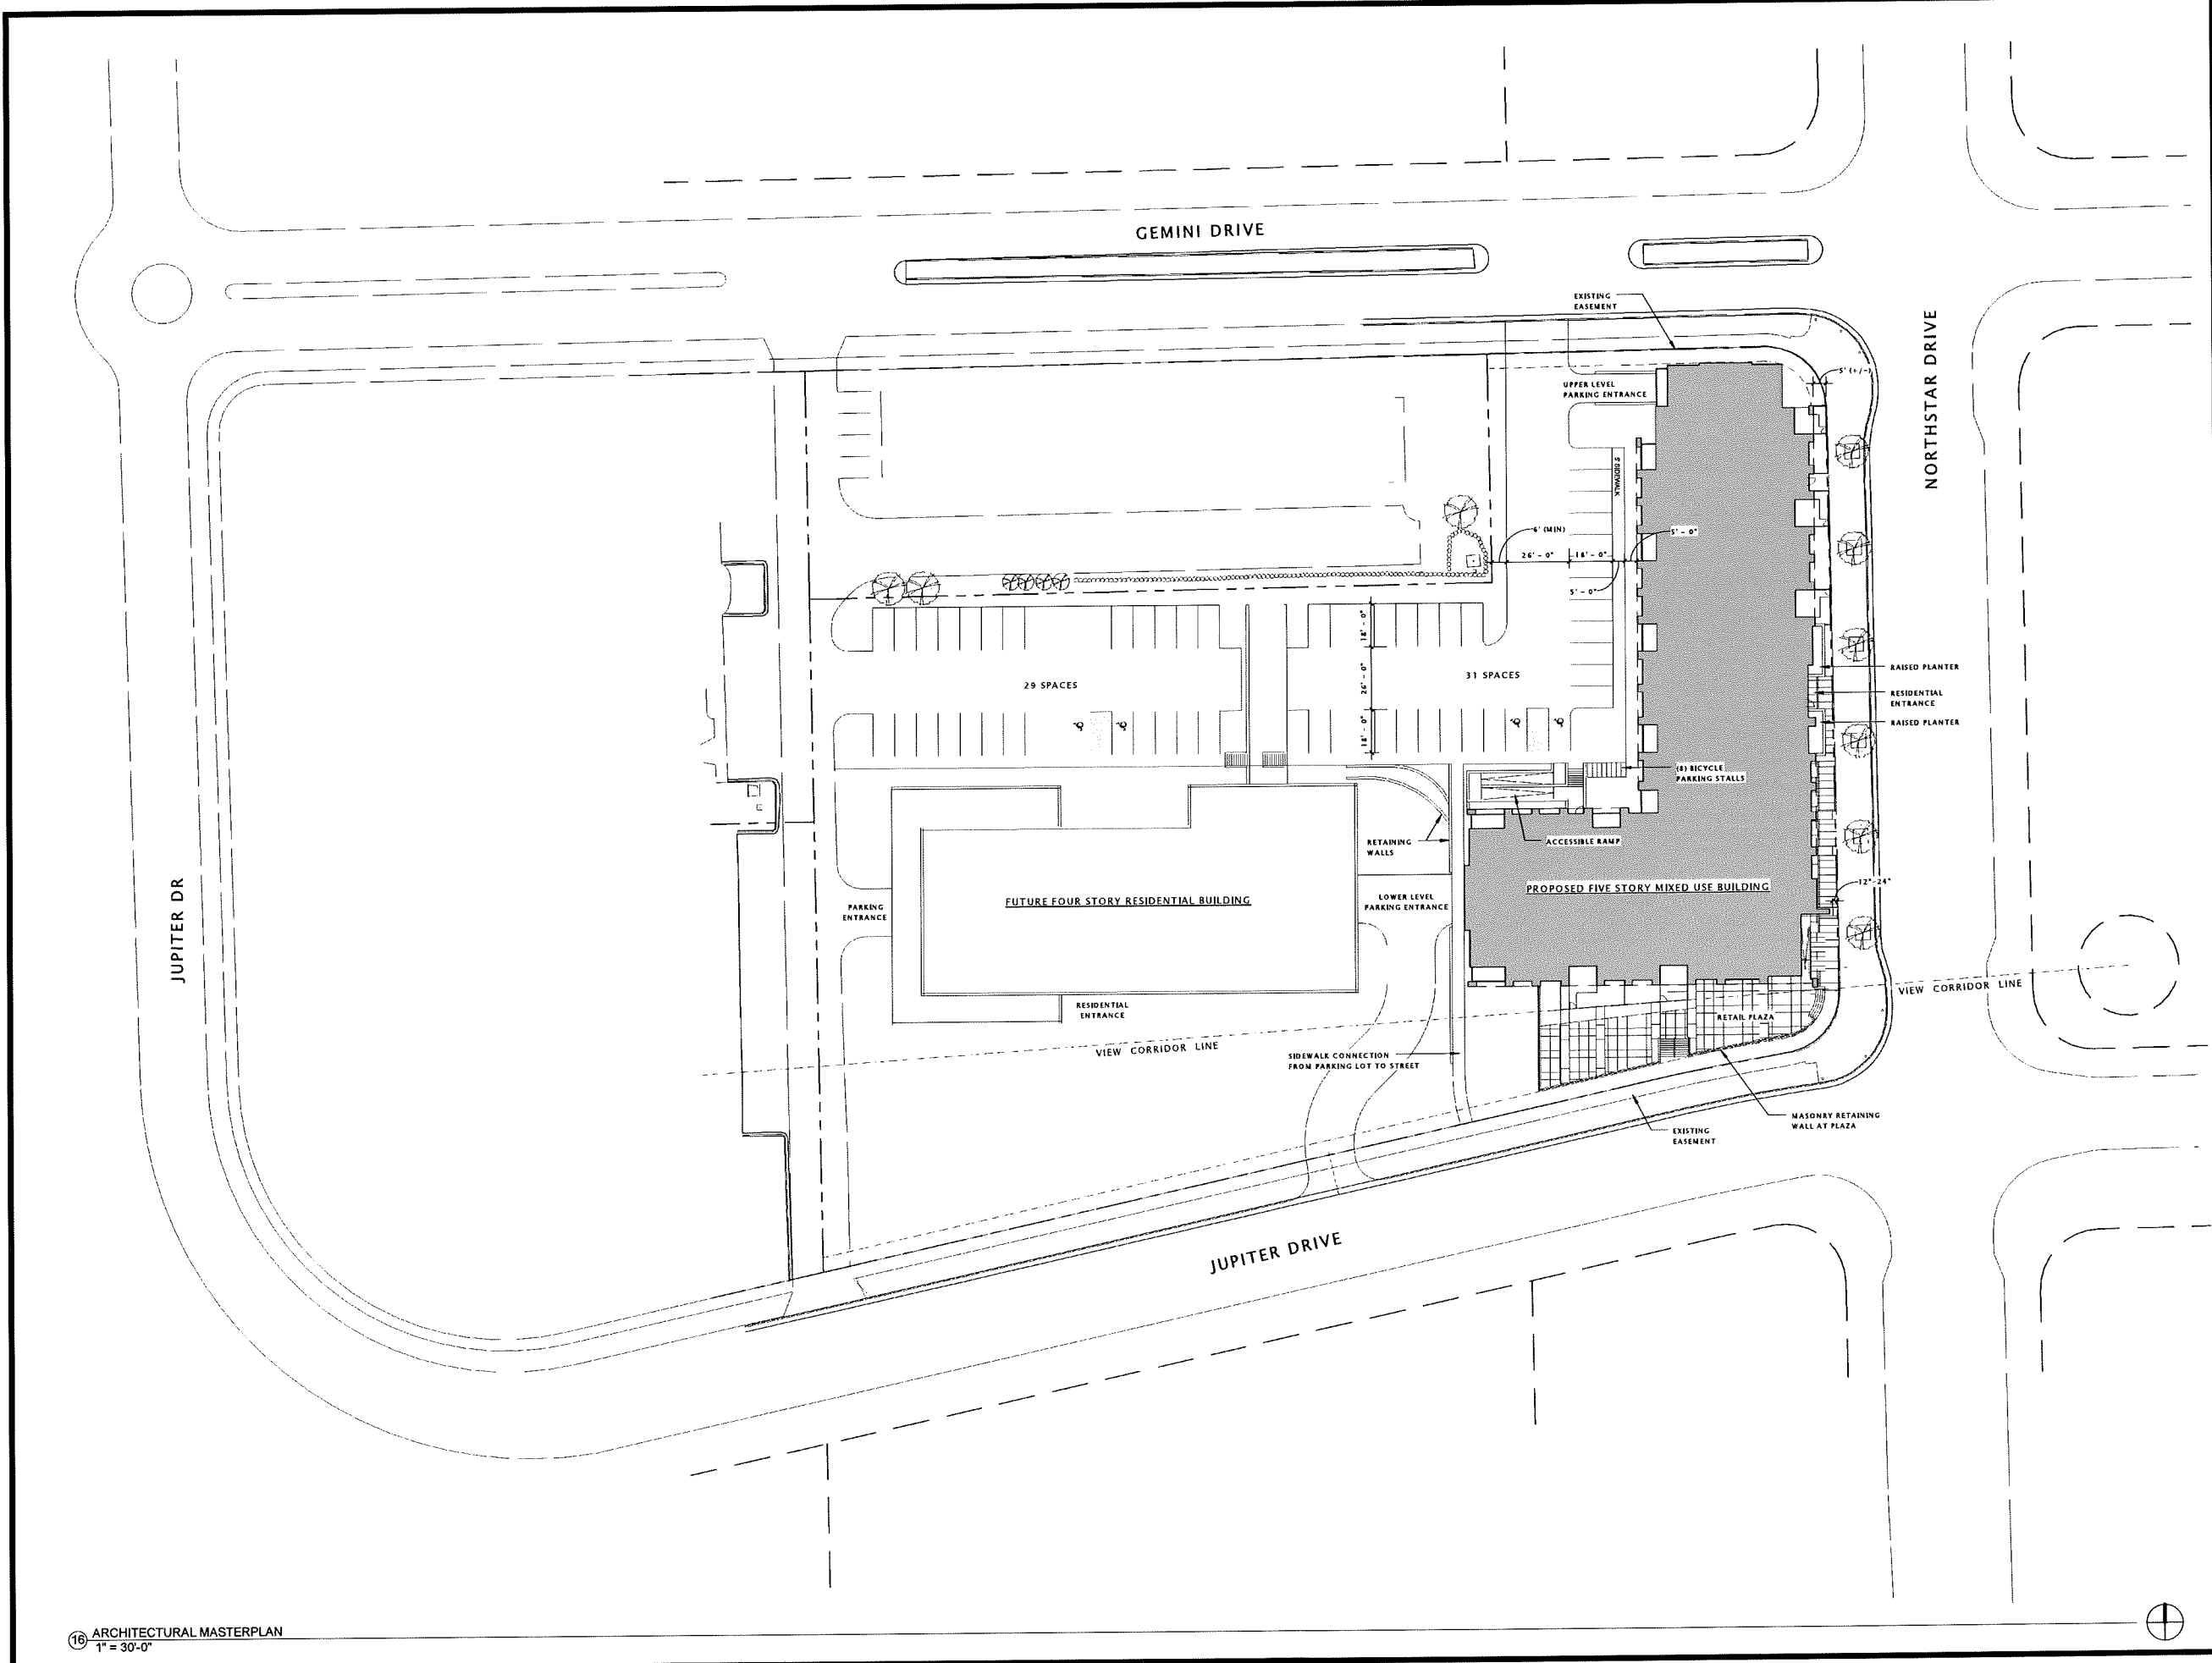 GEMINI DRIVE
EXISTING
EASEMENT
NORTHSTAR DRIVE
5' (+/-)
UPPER LEVEL
PARKING ENTRANCE
5' SIDEWALK
6' (MIN)
5' - 0"
26' - 0"
18' - 0"
5' - 0"
18' - 0"
26' - 0"
18' - 0"
29 SPACES
31 SPACES
RAISED PLANTER
RESIDENTIAL
ENTRANCE
RAISED PLANTER
(8) BICYCLE
PARKING STALLS
E
RETAINING
WALLS
ACCESSIBLE RAMP
JUPITER DR
PARKING
ENTRANCE
FUTURE FOUR STORY RESIDENTIAL BUILDING
LOWER LEVEL
PARKING ENTRANCE
PROPOSED FIVE STORY MIXED USE BUILDING
12"-24"
RESIDENTIAL
ENTRANCE
VIEW CORRIDOR LINE
RETAIL PLAZA
VIEW CORRIDOR LINE
SIDEWALK CONNECTION
FROM PARKING LOT TO STREET
MASONRY RETAINING
WALL AT PLAZA
EXISTING
EASEMENT
JUPITER DRIVE
16
ARCHITECTURAL MASTERPLAN
1" = 30'-0"